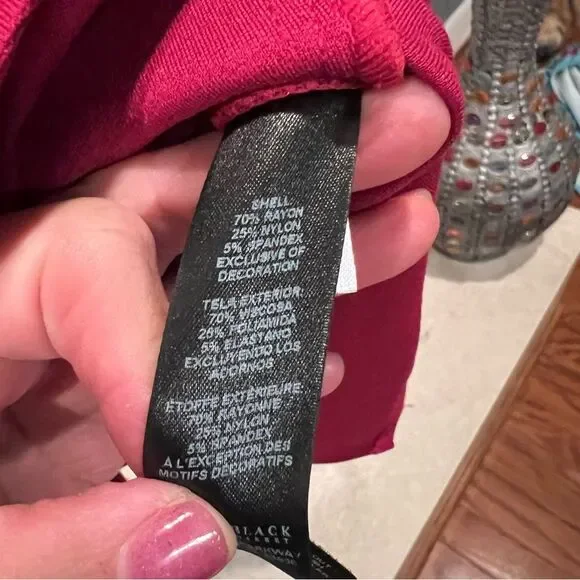 SHELL
70% RAYON
25% NYLON
5% SPANDEX
EXCLUSIVE OF
DECORATION
TELA EXTERIOR
70% VISCOSA
25% POLIAMIDA
5% ELASTANO
EXCLUYENDO LOS
ADORNOS
ÉTOFFE EXTÉRIEURE
70% RAYONNE
25% NYLON
5% SPANDEX
À L'EXCEPTION DES
MOTIFS DÉCORATIFS
BLACK